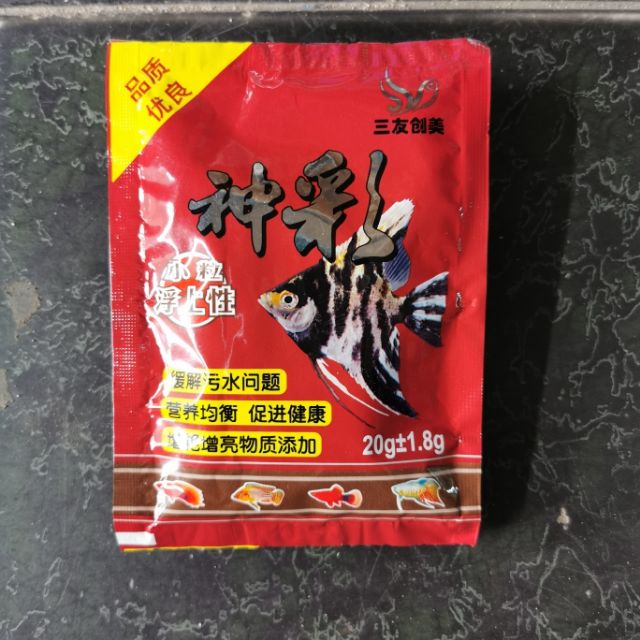 品质
优良
三友创美
神彩
小粒
浮上性
缓解污水问题
营养均衡 促进健康
增艳增亮物质添加
20g±1.8g